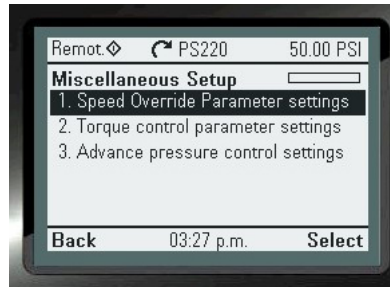 Remot. PS220 50.00 PSI
Miscellaneous Setup
1. Speed Override Parameter settings
2. Torque control parameter settings
3. Advance pressure control settings
Back 03:27 p.m. Select